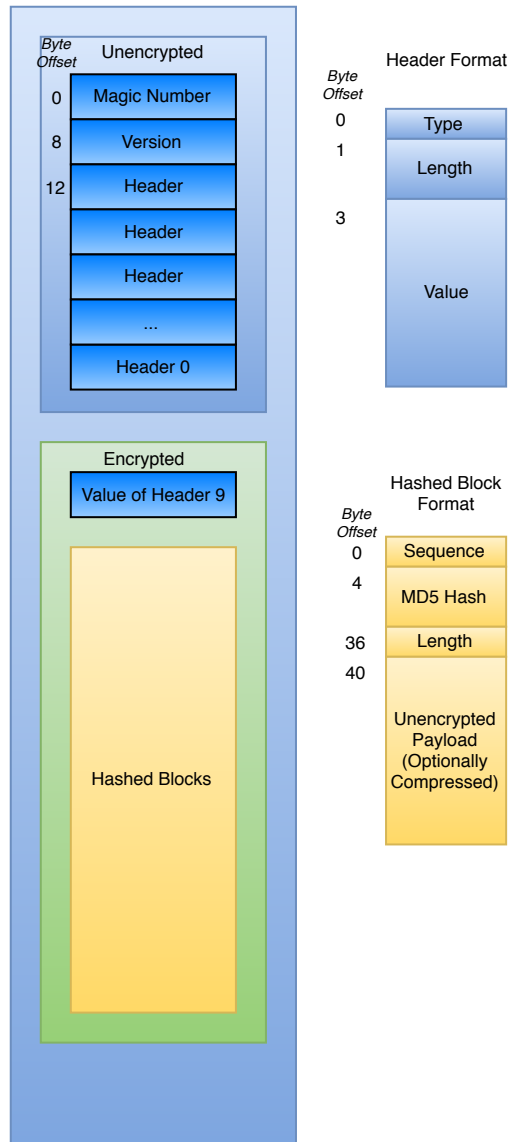 Byte
Offset
Unencrypted
0
Magic Number
8
Version
12
Header
Header
Header
...
Header 0
Header Format
Byte
Offset
0
Type
1
Length
3
Value
Encrypted
Value of Header 9
Hashed Blocks
Hashed Block
Format
Byte
Offset
0
Sequence
4
MD5 Hash
36
Length
40
Unencrypted
Payload
(Optionally
Compressed)